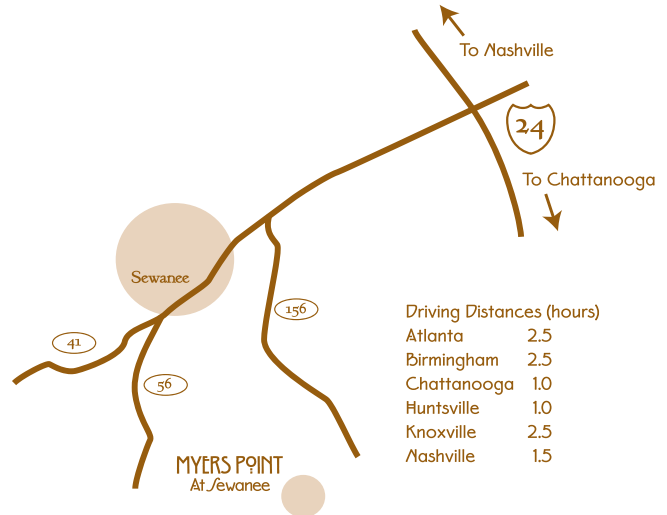 To Nashville
24
To Chattanooga
Sewanee
156
41
56
Driving Distances (hours)
Atlanta 2.5
Birmingham 2.5
Chattanooga 1.0
Huntsville 1.0
Knoxville 2.5
Nashville 1.5
MYERS POINT
At Sewanee